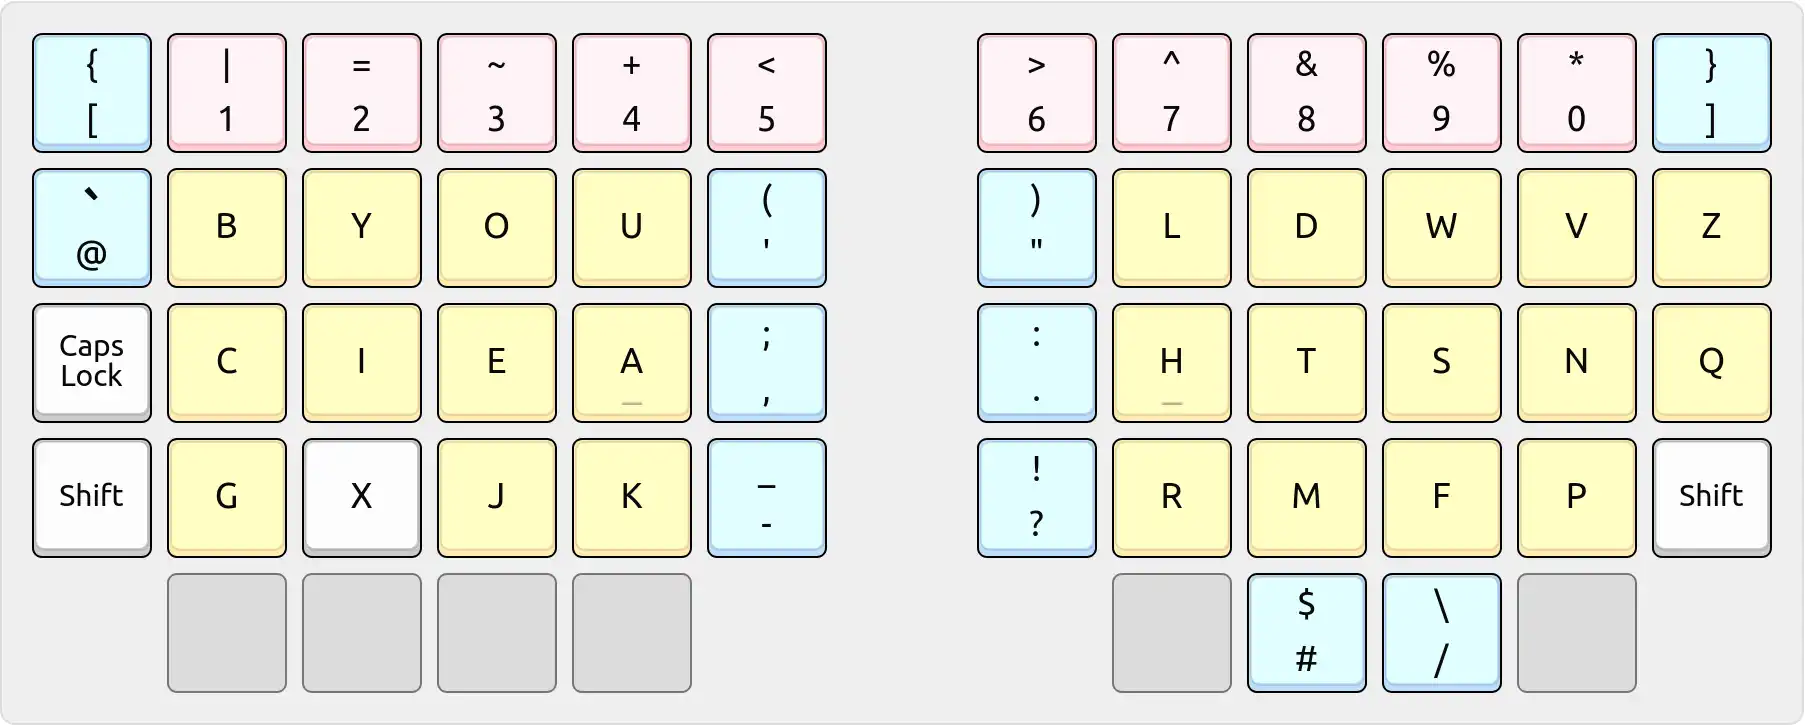 { | = ~ + < > ^ & % * }
[ 1 2 3 4 5 6 7 8 9 0 ]
` B Y O U ( ) L D W V Z
@ ' "
Caps Lock C I E A ; : H T S N Q
_ , . _
Shift G X J K _ ! R M F P Shift
- ?
$ \
# /